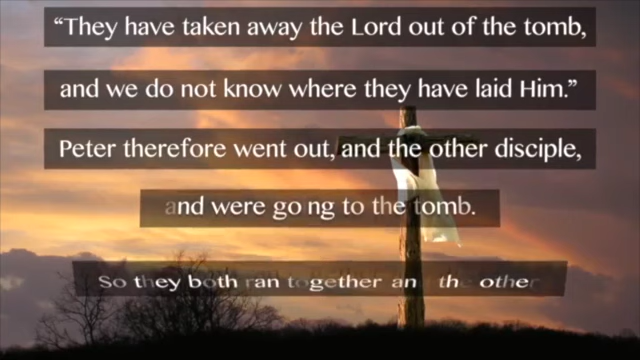 “They have taken away the Lord out of the tomb,
and we do not know where they have laid Him.”
Peter therefore went out, and the other disciple,
and were going to the tomb.
So they both ran together and the other